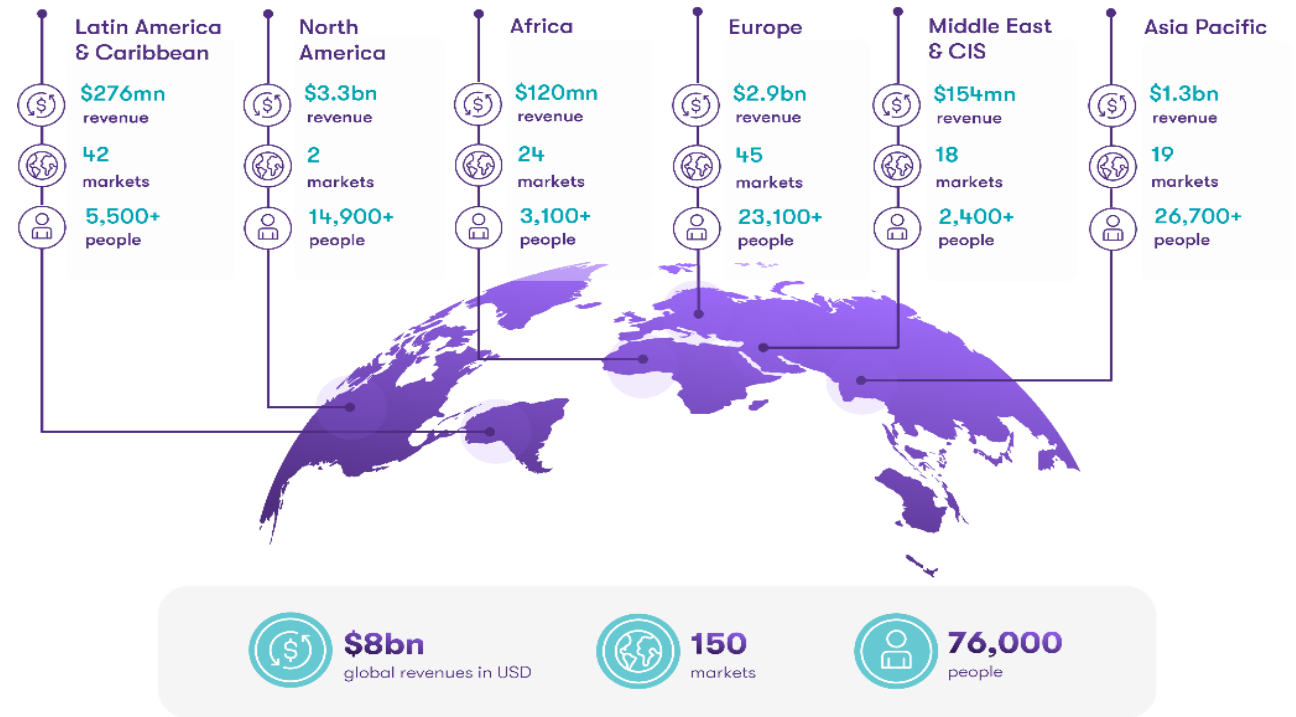 Latin America
& Caribbean
$276mn
revenue
42
markets
5,500+
people
North
America
$3.3bn
revenue
2
markets
14,900+
people
Africa
$120mn
revenue
24
markets
3,100+
people
Europe
$2.9bn
revenue
45
markets
23,100+
people
Middle East
& CIS
$154mn
revenue
18
markets
2,400+
people
Asia Pacific
$1.3bn
revenue
19
markets
26,700+
people
$8bn
global revenues in USD
150
markets
76,000
people